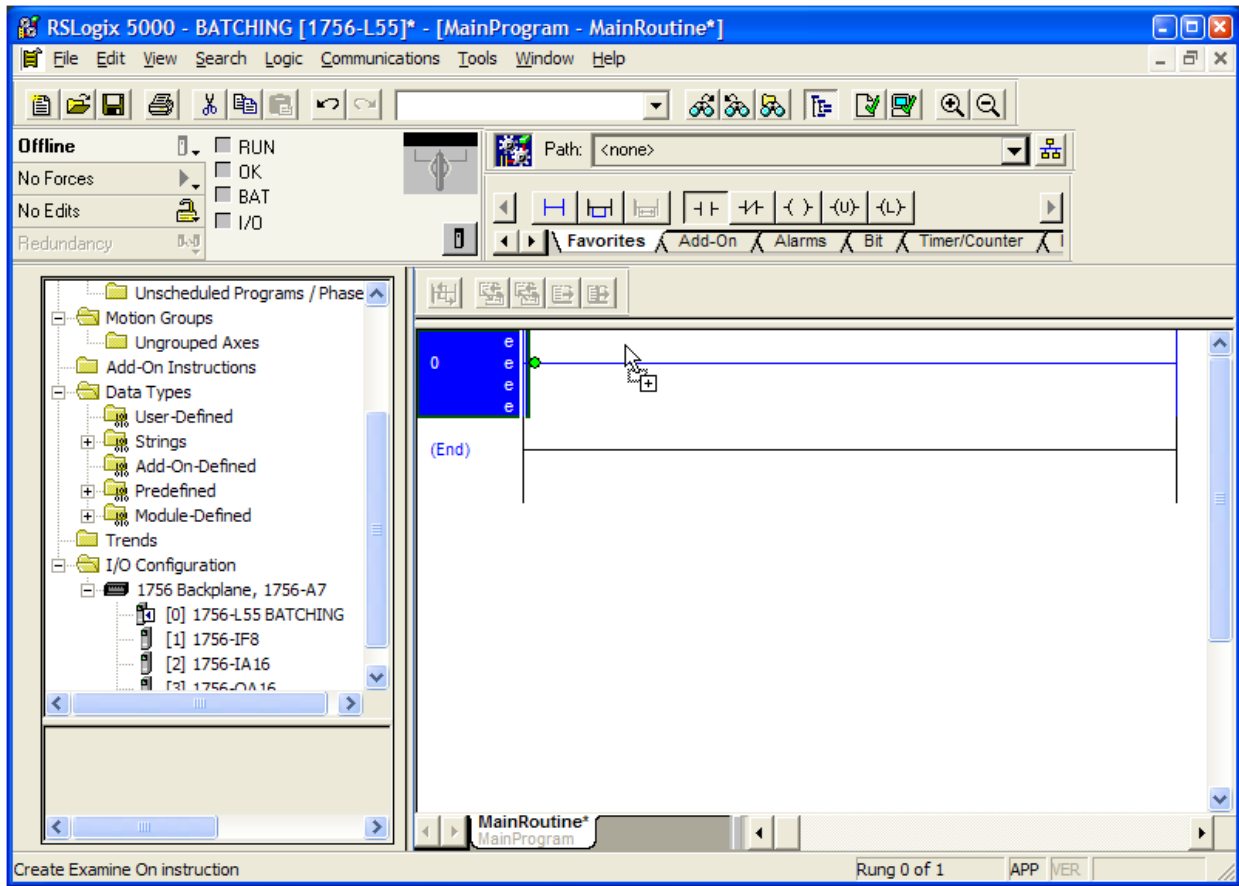 RSLogix 5000 - BATCHING [1756-L55]* - [MainProgram - MainRoutine*]
File Edit View Search Logic Communications Tools Window Help
Offline
RUN
Path: <none>
No Forces
OK
BAT
No Edits
I/O
Redundancy
Favorites Add-On Alarms Bit Timer/Counter
Unscheduled Programs / Phase
Motion Groups
Ungrouped Axes
Add-On Instructions
Data Types
User-Defined
Strings
Add-On-Defined
Predefined
Module-Defined
Trends
I/O Configuration
1756 Backplane, 1756-A7
[0] 1756-L55 BATCHING
[1] 1756-IF8
[2] 1756-IA16
[3] 1756-OA16
e
0 e
e
e
(End)
MainRoutine*
MainProgram
Create Examine On instruction
Rung 0 of 1
APP VER